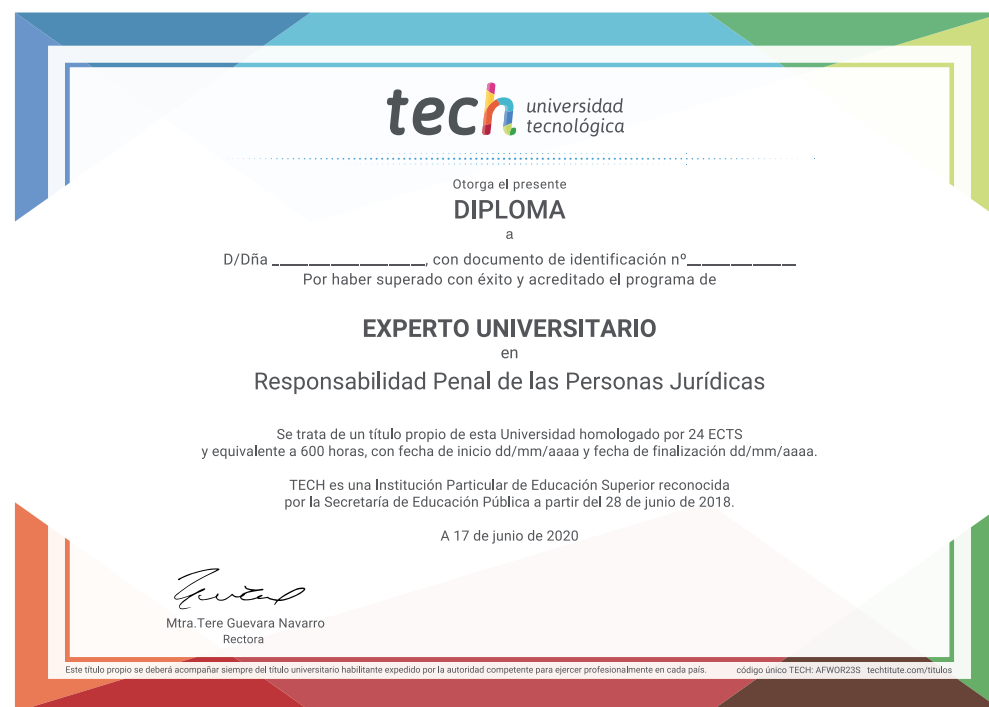 tech universidad
tecnológica
Otorga el presente
DIPLOMA
a
D/Dña ____________________, con documento de identificación nº______________
Por haber superado con éxito y acreditado el programa de
EXPERTO UNIVERSITARIO
en
Responsabilidad Penal de las Personas Jurídicas
Se trata de un título propio de esta Universidad homologado por 24 ECTS
y equivalente a 600 horas, con fecha de inicio dd/mm/aaaa y fecha de finalización dd/mm/aaaa.
TECH es una Institución Particular de Educación Superior reconocida
por la Secretaría de Educación Pública a partir del 28 de junio de 2018.
A 17 de junio de 2020
Mtra.Tere Guevara Navarro
Rectora
Este título propio se deberá acompañar siempre del título universitario habilitante expedido por la autoridad competente para ejercer profesionalmente en cada país. código único TECH: AFWOR23S techtitute.com/titulos